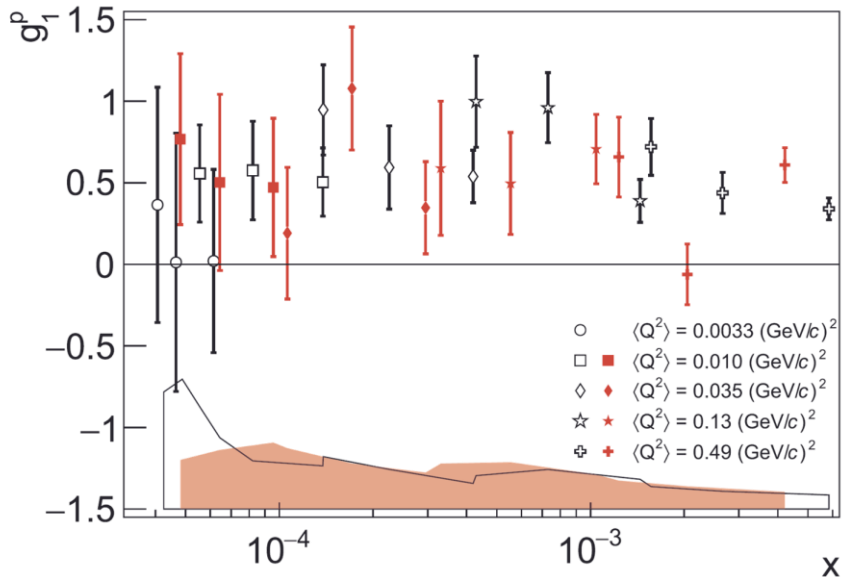 g₁ᵖ
1.5
1
0.5
0
−0.5
−1
−1.5
⟨Q²⟩ = 0.0033 (GeV/c)²
⟨Q²⟩ = 0.010 (GeV/c)²
⟨Q²⟩ = 0.035 (GeV/c)²
⟨Q²⟩ = 0.13 (GeV/c)²
⟨Q²⟩ = 0.49 (GeV/c)²
10⁻⁴ 10⁻³
x